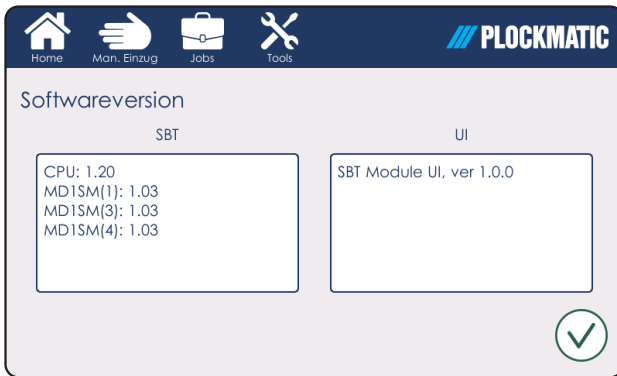 Home Man. Einzug Jobs Tools
PLOCKMATIC
Softwareversion
SBT
CPU: 1.20
MD1SM(1): 1.03
MD1SM(3): 1.03
MD1SM(4): 1.03
UI
SBT Module UI, ver 1.0.0